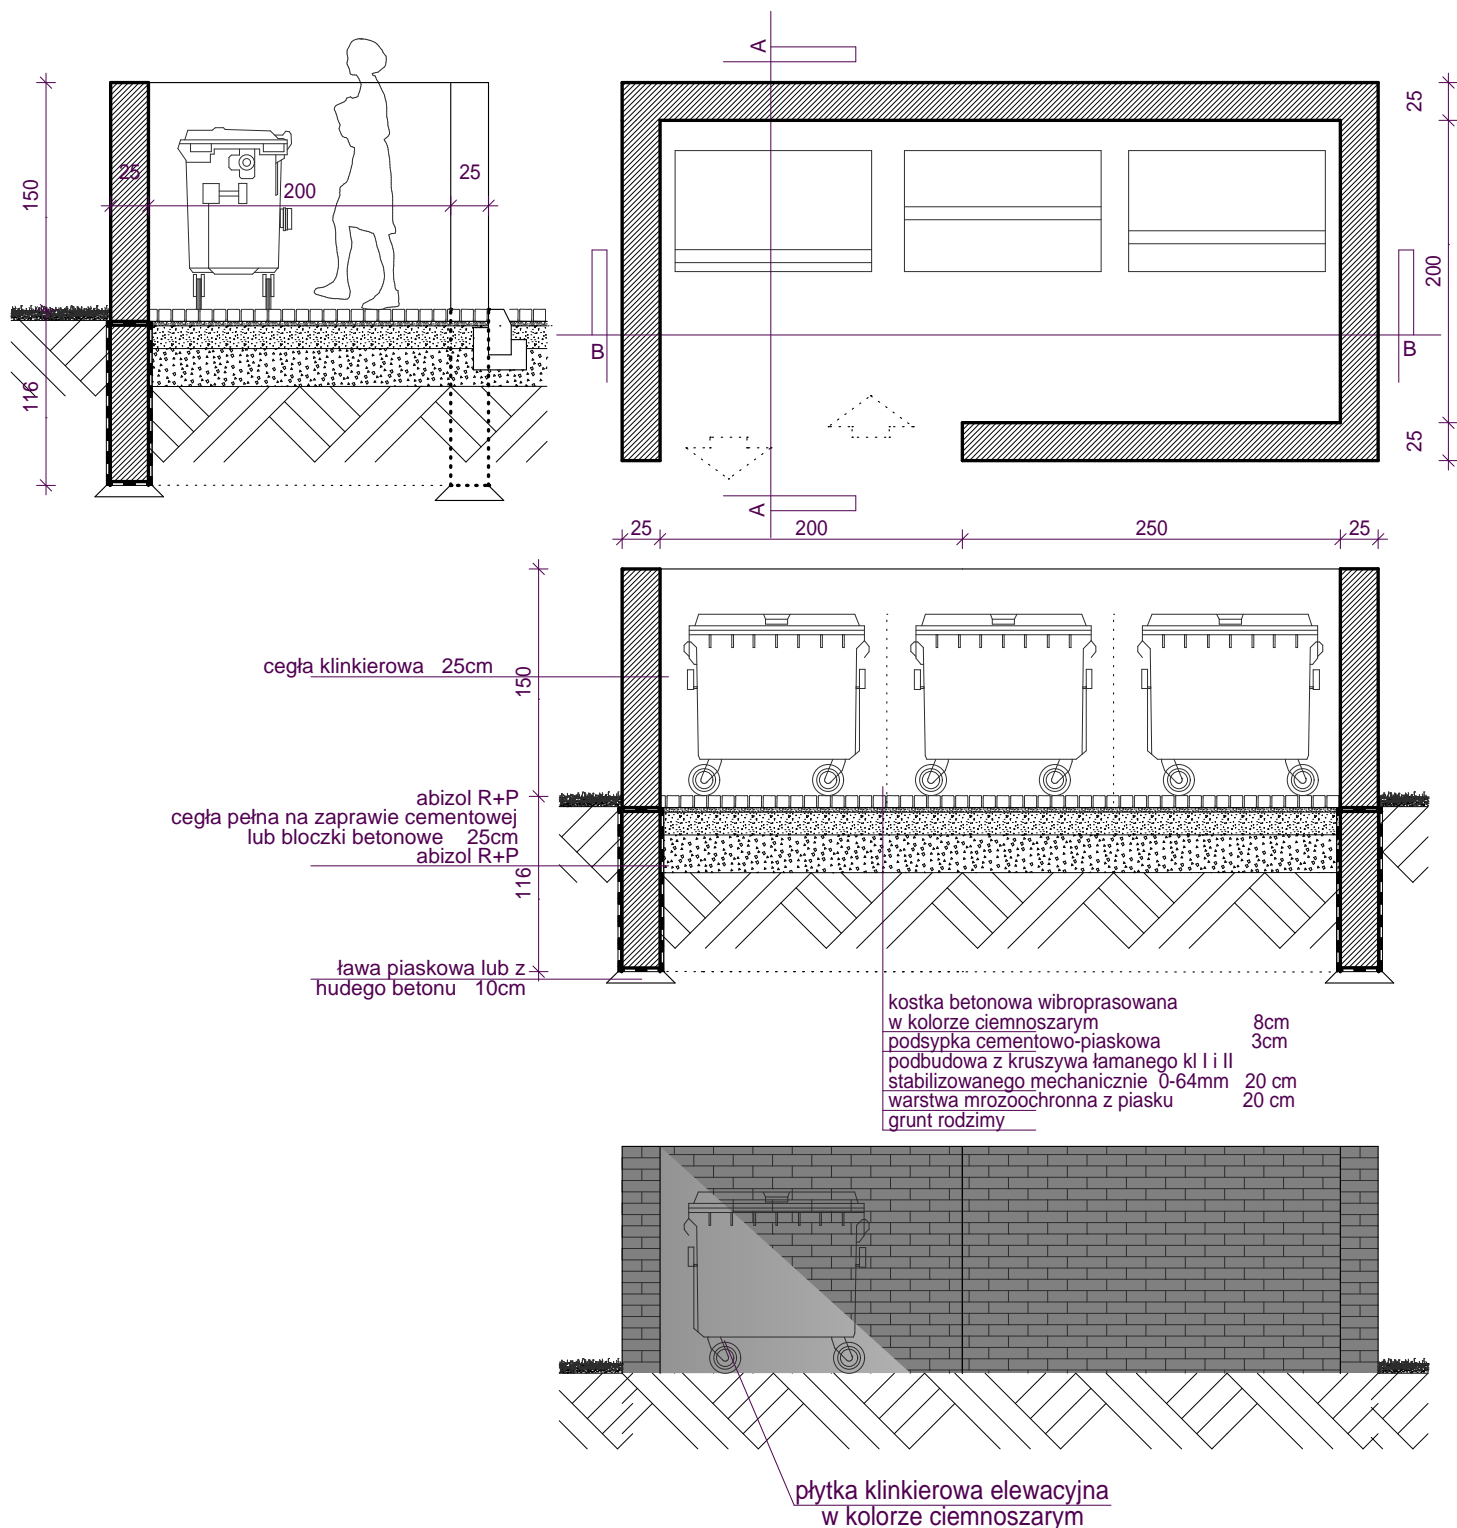 A
25
150
25
200
25
200
116
B
B
25
A
25
200
250
25
cegła klinkierowa 25cm
150
abizol R+P
cegła pełna na zaprawie cementowej
lub bloczki betonowe 25cm
abizol R+P
116
ława piaskowa lub z
hudego betonu 10cm
kostka betonowa wibroprasowana
w kolorze ciemnoszarym 8cm
podsypka cementowo-piaskowa 3cm
podbudowa z kruszywa łamanego kl I i II
stabilizowanego mechanicznie 0-64mm 20 cm
warstwa mrozoochronna z piasku 20 cm
grunt rodzimy
płytka klinkierowa elewacyjna
w kolorze ciemnoszarym